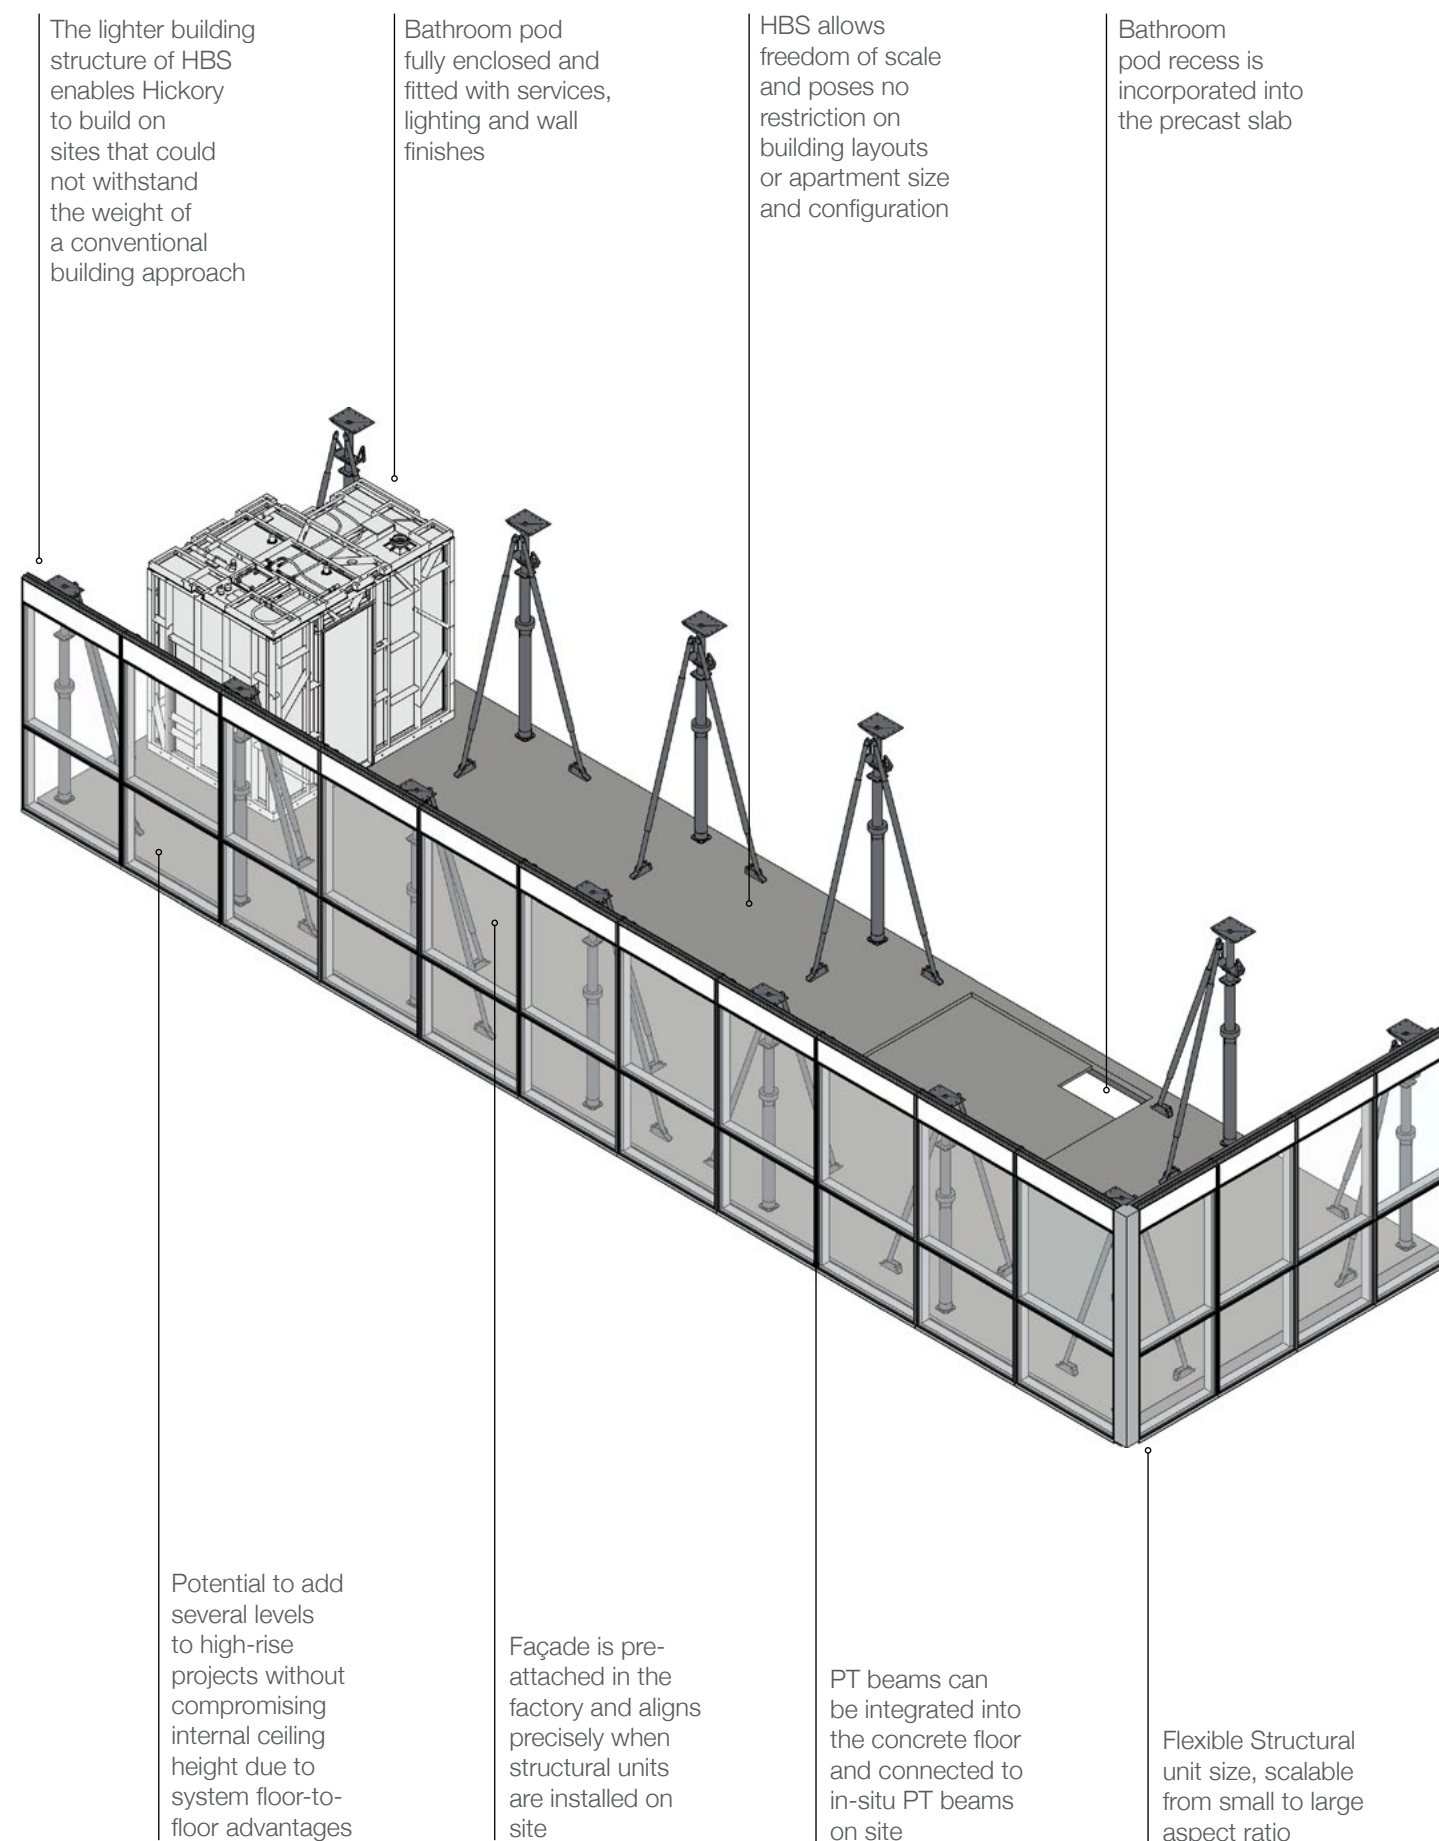 The lighter building
structure of HBS
enables Hickory
to build on
sites that could
not withstand
the weight of
a conventional
building approach
Bathroom pod
fully enclosed and
fitted with services,
lighting and wall
finishes
HBS allows
freedom of scale
and poses no
restriction on
building layouts
or apartment size
and configuration
Bathroom
pod recess is
incorporated into
the precast slab
Potential to add
several levels
to high-rise
projects without
compromising
internal ceiling
height due to
system floor-to-
floor advantages
Façade is pre-
attached in the
factory and aligns
precisely when
structural units
are installed on
site
PT beams can
be integrated into
the concrete floor
and connected to
in-situ PT beams
on site
Flexible Structural
unit size, scalable
from small to large
aspect ratio